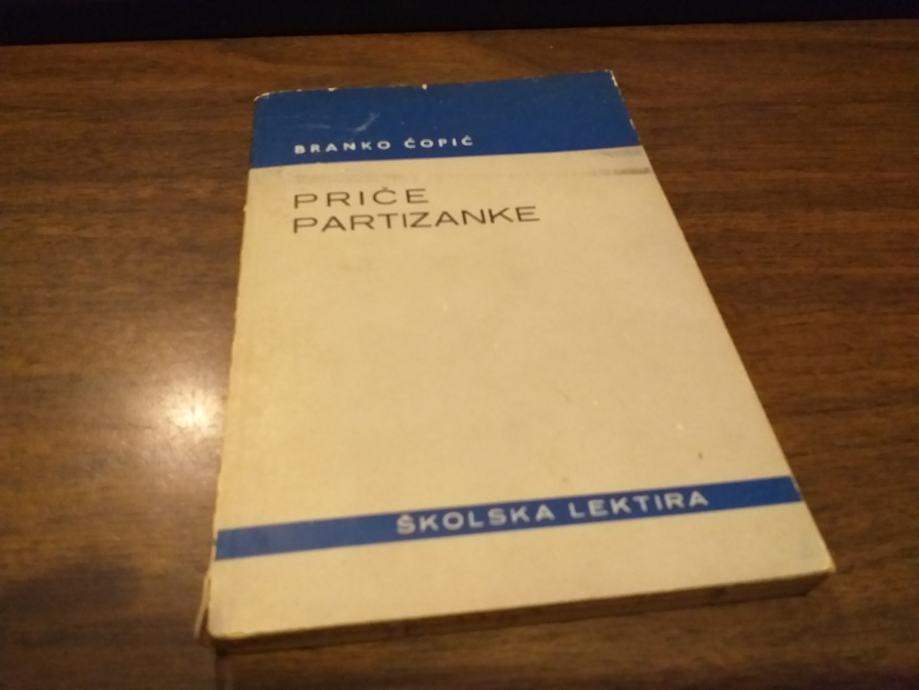 BRANKO ĆOPIĆ
PRIČE
PARTIZANKE
ŠKOLSKA LEKTIRA